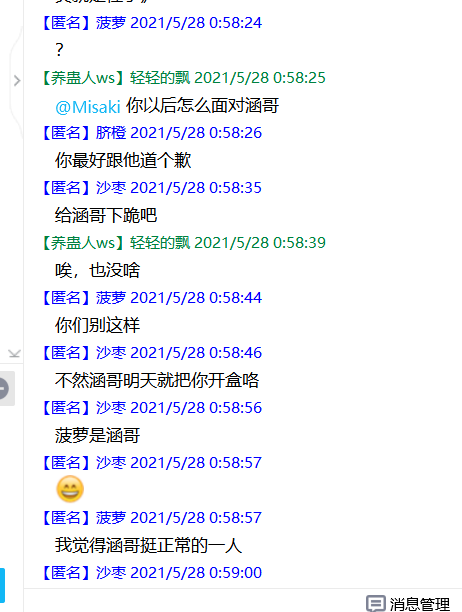 【匿名】菠萝 2021/5/28 0:58:24
?
【养蛊人ws】轻轻的飘 2021/5/28 0:58:25
@Misaki 你以后怎么面对涵哥
【匿名】脐橙 2021/5/28 0:58:26
你最好跟他道个歉
【匿名】沙枣 2021/5/28 0:58:35
给涵哥下跪吧
【养蛊人ws】轻轻的飘 2021/5/28 0:58:39
唉，也没啥
【匿名】菠萝 2021/5/28 0:58:44
你们别这样
【匿名】沙枣 2021/5/28 0:58:46
不然涵哥明天就把你开盒咯
【匿名】沙枣 2021/5/28 0:58:56
菠萝是涵哥
【匿名】沙枣 2021/5/28 0:58:57
【匿名】菠萝 2021/5/28 0:58:57
我觉得涵哥挺正常的一人
【匿名】沙枣 2021/5/28 0:59:00
消息管理